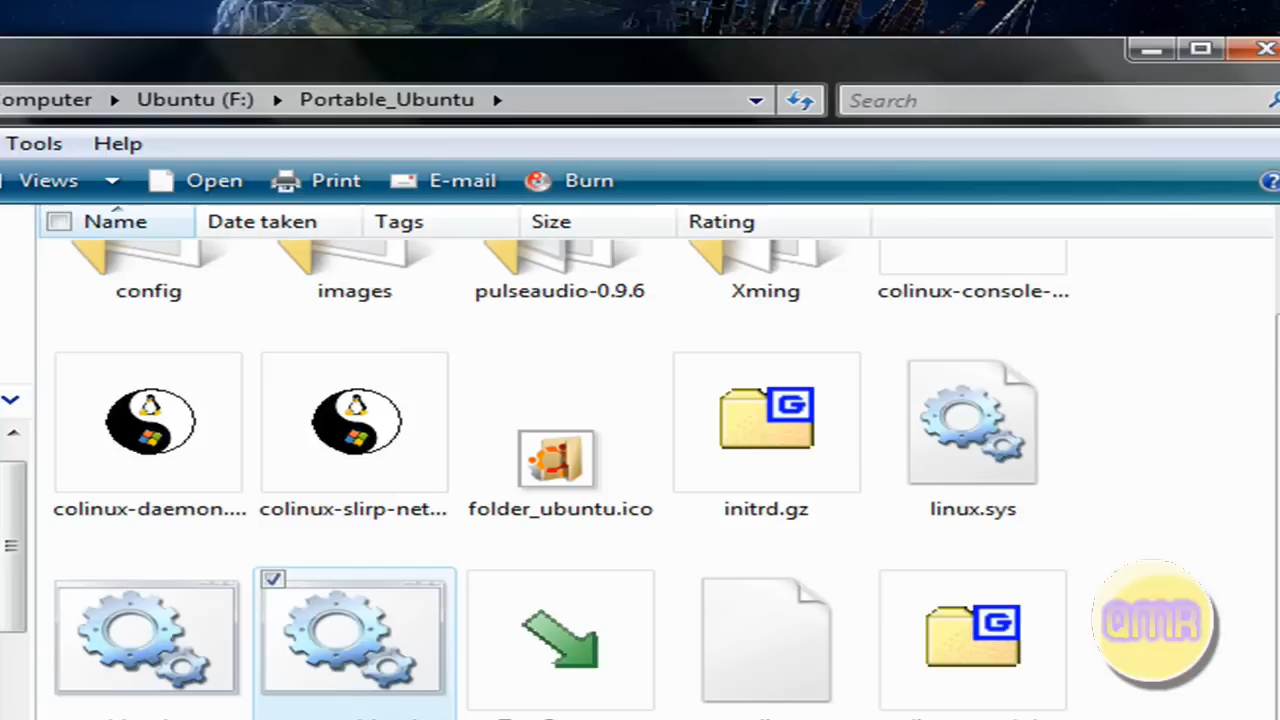 omputer Ubuntu (F:) Portable_Ubuntu Search
Tools Help
Views Open Print E-mail Burn
Name Date taken Tags Size Rating
config images pulseaudio-0.9.6 Xming colinux-console-...
colinux-daemon.... colinux-slirp-net... folder_ubuntu.ico initrd.gz linux.sys
QMR